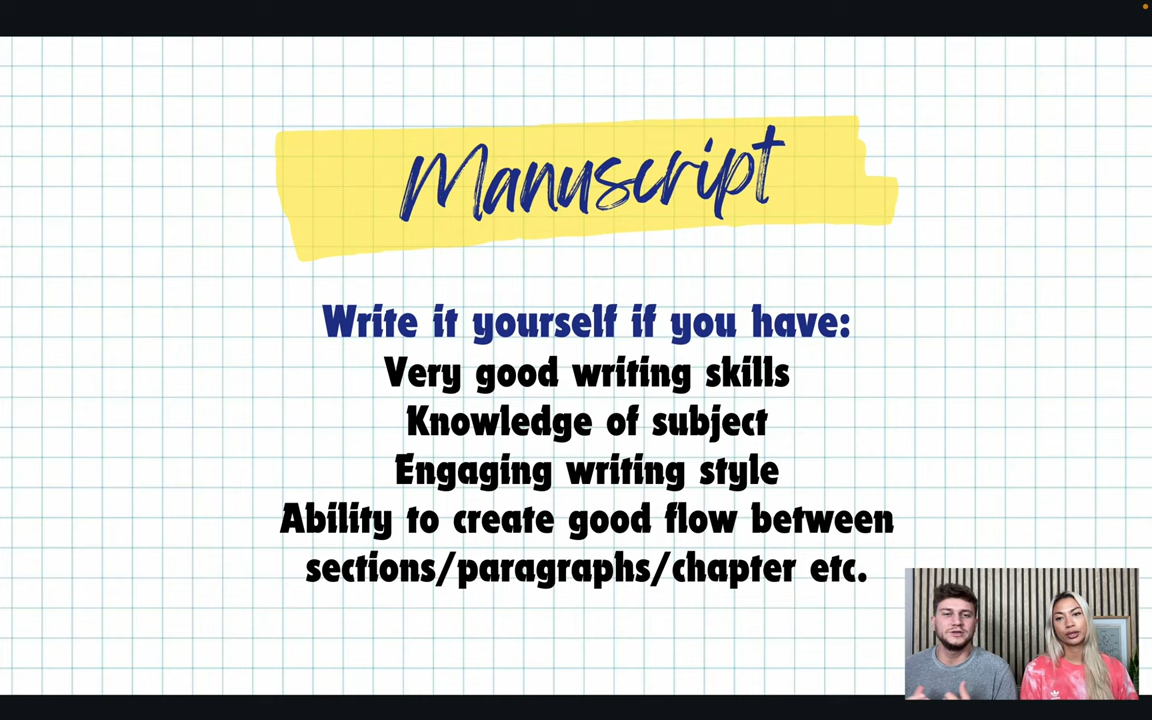 Manuscript
Write it yourself if you have:
Very good writing skills
Knowledge of subject
Engaging writing style
Ability to create good flow between
sections/paragraphs/chapter etc.